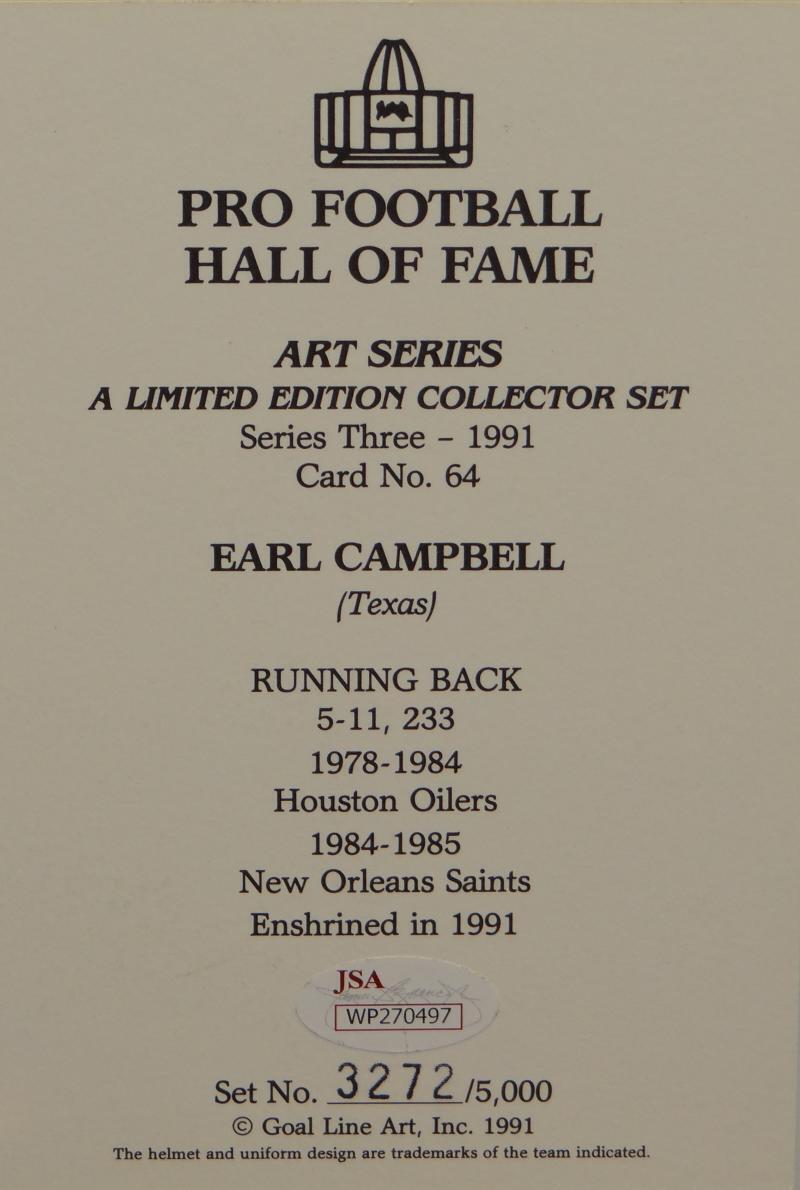 PRO FOOTBALL
HALL OF FAME
ART SERIES
A LIMITED EDITION COLLECTOR SET
Series Three – 1991
Card No. 64
EARL CAMPBELL
(Texas)
RUNNING BACK
5-11, 233
1978-1984
Houston Oilers
1984-1985
New Orleans Saints
Enshrined in 1991
JSA
WP270497
Set No. 3272/5,000
© Goal Line Art, Inc. 1991
The helmet and uniform design are trademarks of the team indicated.